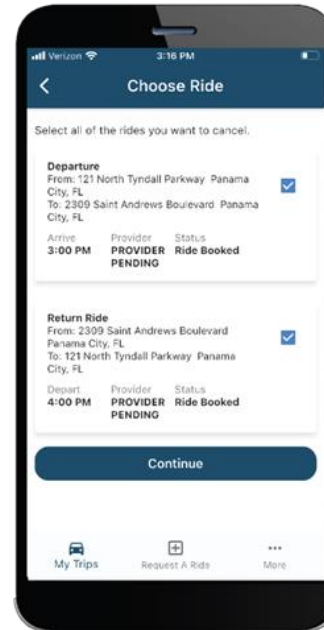 Verizon 3:16 PM
Choose Ride
Select all of the rides you want to cancel.
Departure
From: 121 North Tyndall Parkway Panama
City, FL
To: 2309 Saint Andrews Boulevard Panama
City, FL
Arrive Provider Status
3:00 PM PROVIDER Ride Booked
PENDING
Return Ride
From: 2309 Saint Andrews Boulevard
Panama City, FL
To: 121 North Tyndall Parkway Panama
City, FL
Depart Provider Status
4:00 PM PROVIDER Ride Booked
PENDING
Continue
My Trips Request A Ride More